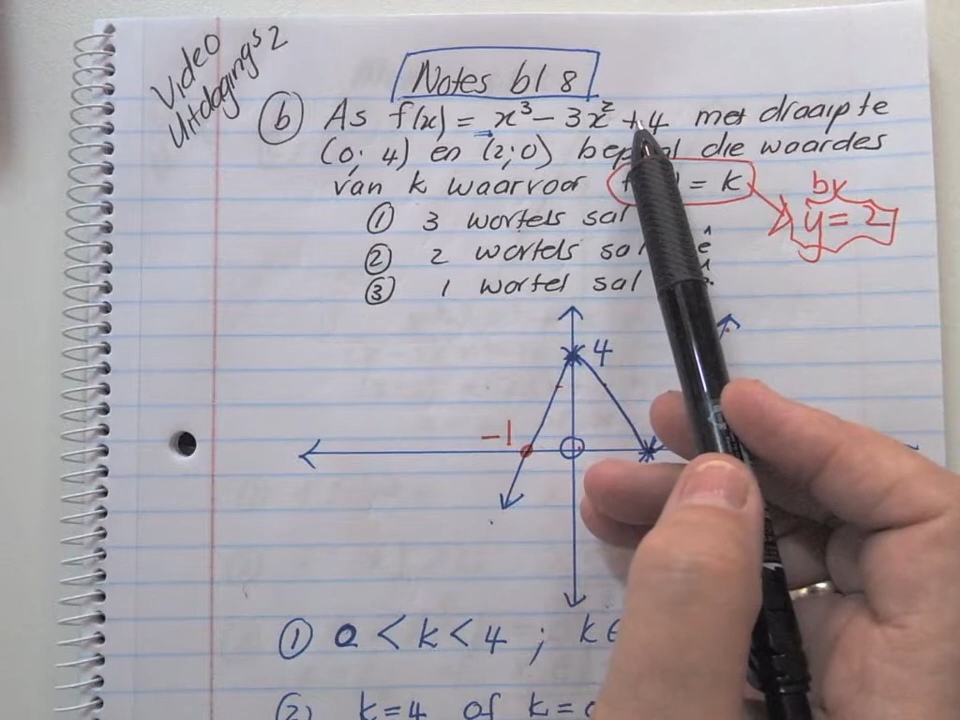 Video
Uitdagings 2
Notes bl 8
(b) As f(x) = x³ - 3x² + 4 met draaipte
(0; 4) en (2; 0) bepaal die waardes
van k waarvoor = k
by
y = 2
① 3 wortels sal
② 2 wortels sal ê
③ 1 wortel sal
4
-1
① 0 < k < 4 ; k ∈
② k = 4 of k =